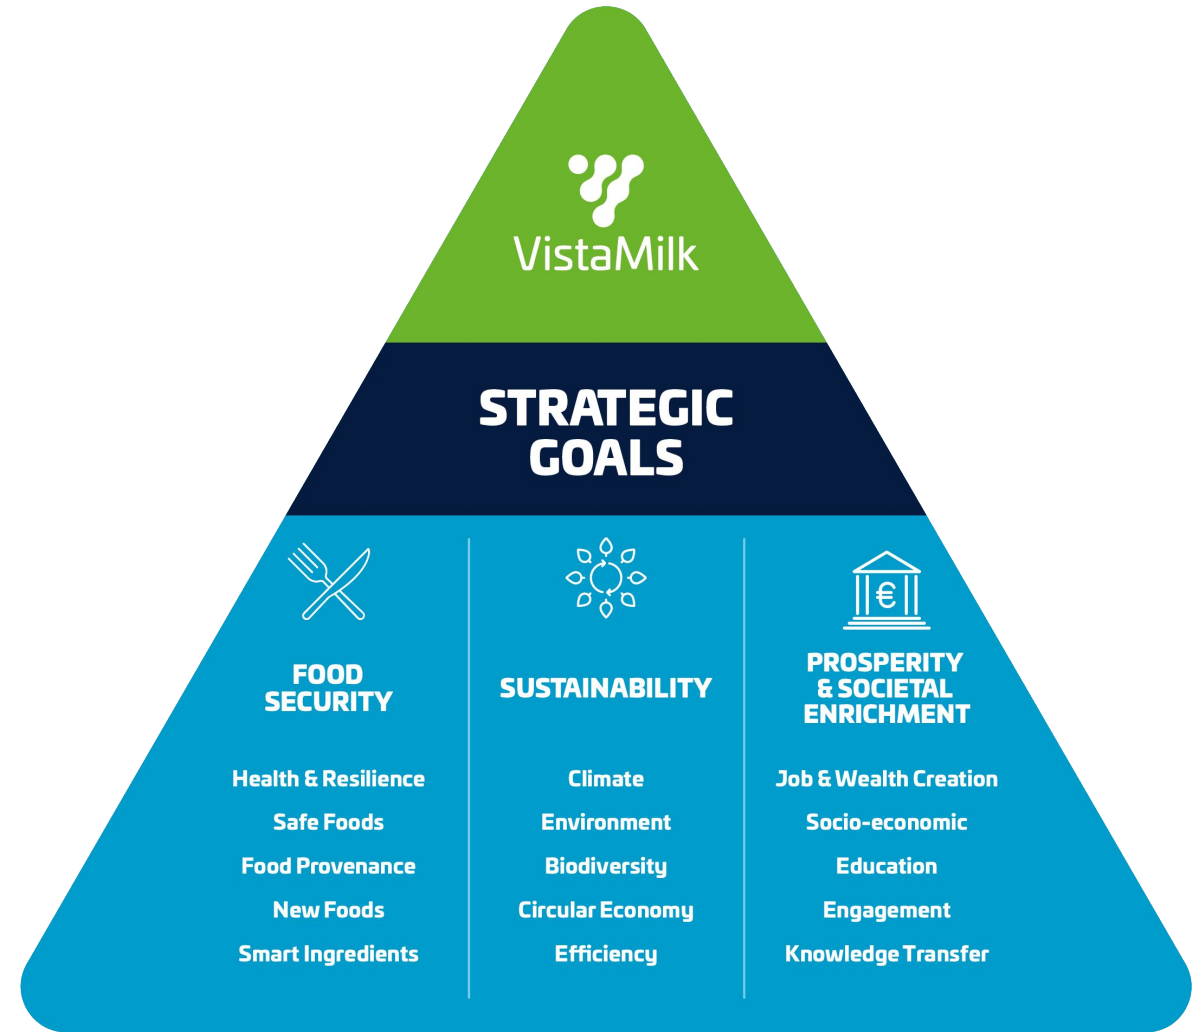 VistaMilk
STRATEGIC
GOALS
€
FOOD
SECURITY
Health & Resilience
Safe Foods
Food Provenance
New Foods
Smart Ingredients
SUSTAINABILITY
Climate
Environment
Biodiversity
Circular Economy
Efficiency
PROSPERITY
& SOCIETAL
ENRICHMENT
Job & Wealth Creation
Socio-economic
Education
Engagement
Knowledge Transfer